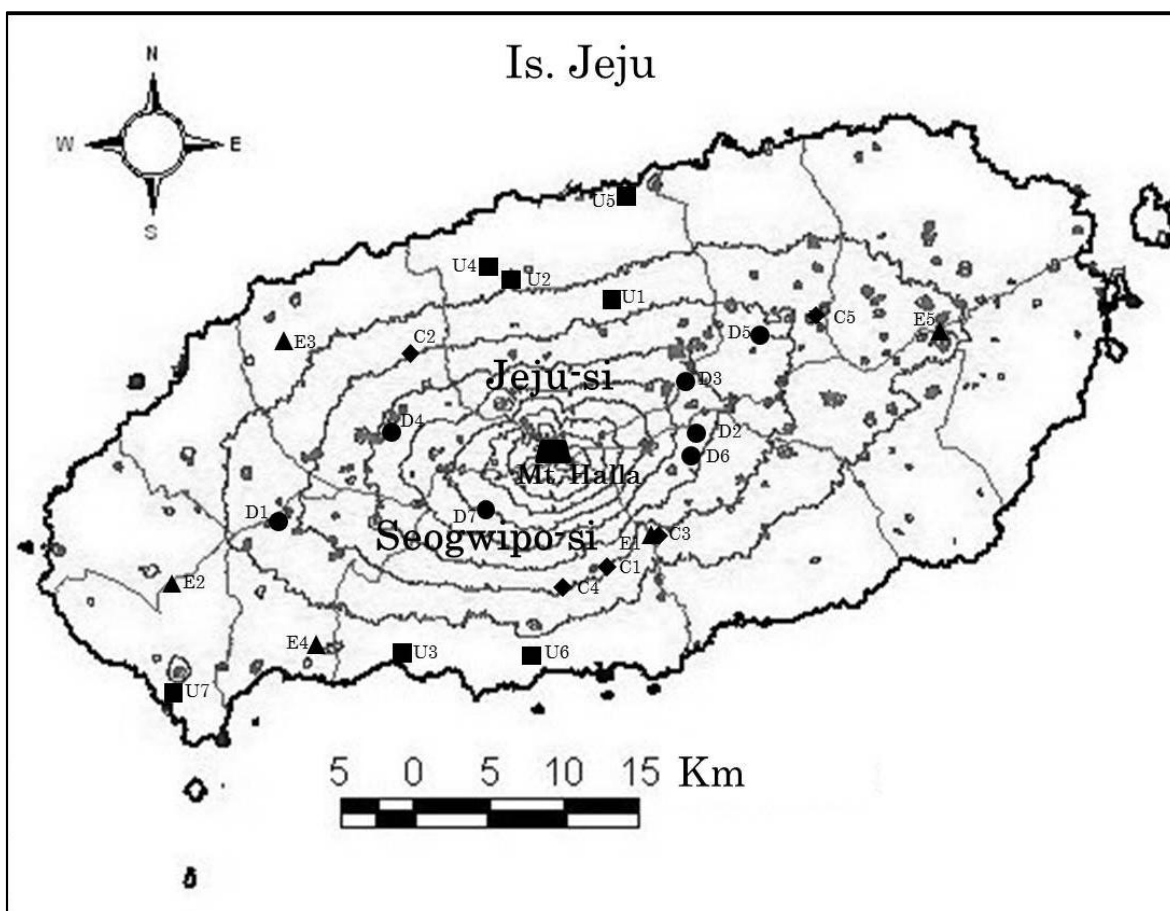 Is. Jeju
N
W E
S
U5
U4
U2
U1
C5
E5
D5
E3
C2
Jeju-si
D3
D4
D2
D6
Mt. Halla
D7
D1
Seogwipo-si
E1
C3
C1
C4
E2
E4
U3
U6
U7
5 0 5 10 15 Km